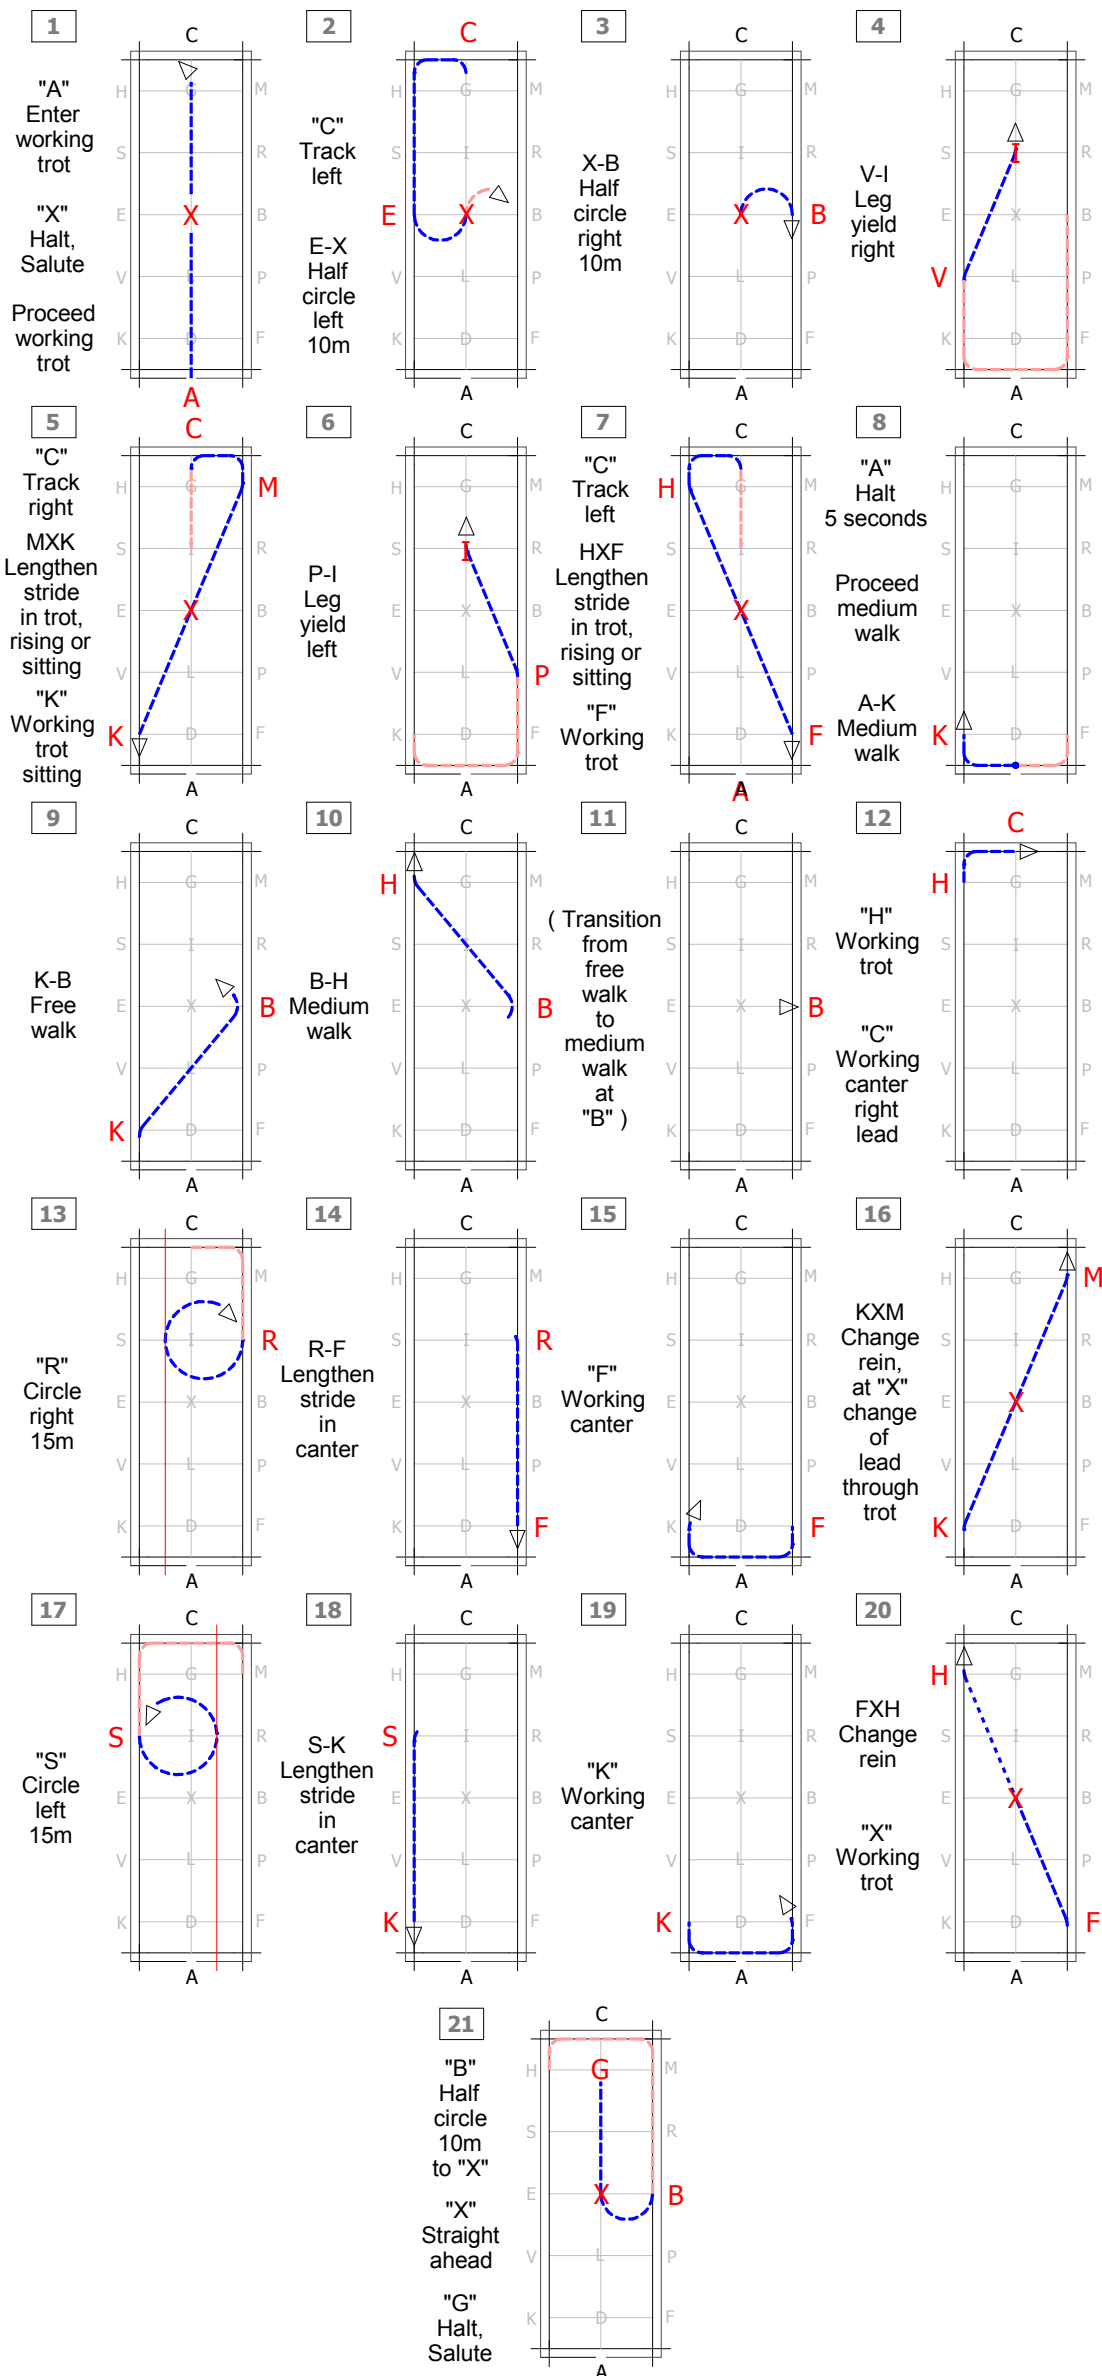 1
"A"
Enter
working
trot
"X"
Halt,
Salute
Proceed
working
trot
C
H G M
S I R
E X B
V L P
K D F
A
2
"C"
Track
left
E-X
Half
circle
left
10m
C
H G M
S I R
E X B
V L P
K D F
A
3
X-B
Half
circle
right
10m
C
H G M
S I R
E X B
V L P
K D F
A
4
V-I
Leg
yield
right
C
H G M
S I R
E X B
V L P
K D F
A
5
"C"
Track
right
MXK
Lengthen
stride
in trot,
rising or
sitting
"K"
Working
trot
sitting
C
H G M
S I R
E X B
V L P
K D F
A
6
P-I
Leg
yield
left
C
H G M
S I R
E X B
V L P
K D F
A
7
"C"
Track
left
HXF
Lengthen
stride
in trot,
rising or
sitting
"F"
Working
trot
C
H G M
S I R
E X B
V L P
K D F
A
8
"A"
Halt
5 seconds
Proceed
medium
walk
A-K
Medium
walk
C
H G M
S I R
E X B
V L P
K D F
A
9
K-B
Free
walk
C
H G M
S I R
E X B
V L P
K D F
A
10
B-H
Medium
walk
C
H G M
S I R
E X B
V L P
K D F
A
11
( Transition
from
free
walk
to
medium
walk
at
"B" )
C
H G M
S I R
E X B
V L P
K D F
A
12
"H"
Working
trot
"C"
Working
canter
right
lead
C
H G M
S I R
E X B
V L P
K D F
A
13
"R"
Circle
right
15m
C
H G M
S I R
E X B
V L P
K D F
A
14
R-F
Lengthen
stride
in
canter
C
H G M
S I R
E X B
V L P
K D F
A
15
"F"
Working
canter
C
H G M
S I R
E X B
V L P
K D F
A
16
KXM
Change
rein,
at "X"
change
of
lead
through
trot
C
H G M
S I R
E X B
V L P
K D F
A
17
"S"
Circle
left
15m
C
H G M
S I R
E X B
V L P
K D F
A
18
S-K
Lengthen
stride
in
canter
C
H G M
S I R
E X B
V L P
K D F
A
19
"K"
Working
canter
C
H G M
S I R
E X B
V L P
K D F
A
20
FXH
Change
rein
"X"
Working
trot
C
H G M
S I R
E X B
V L P
K D F
A
21
"B"
Half
circle
10m
to "X"
"X"
Straight
ahead
"G"
Halt,
Salute
C
H G M
S I R
E X B
V L P
K D F
A